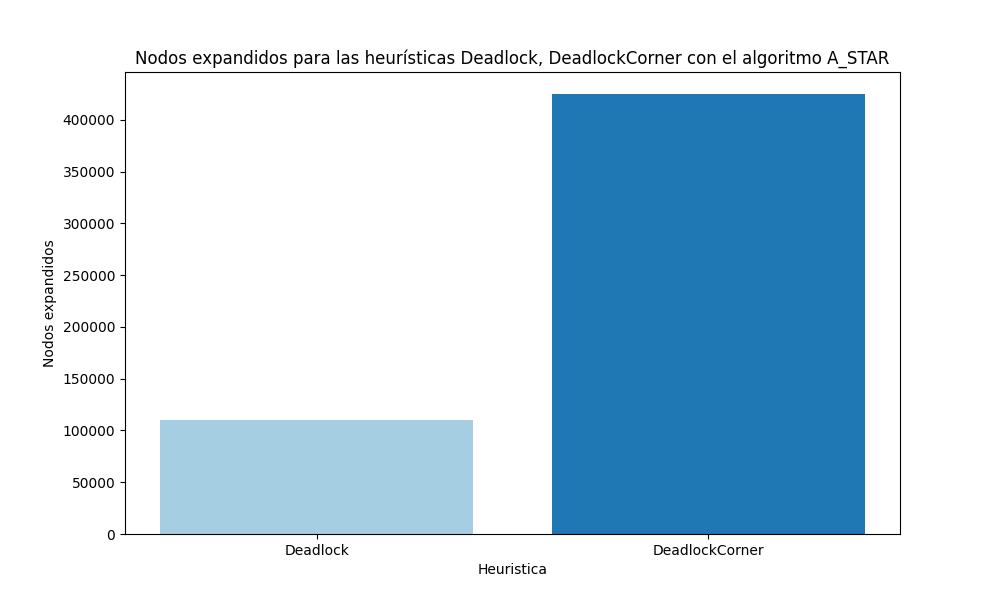 Nodos expandidos para las heurísticas Deadlock, DeadlockCorner con el algoritmo A_STAR
Nodos expandidos
400000
350000
300000
250000
200000
150000
100000
50000
0
Deadlock
DeadlockCorner
Heuristica